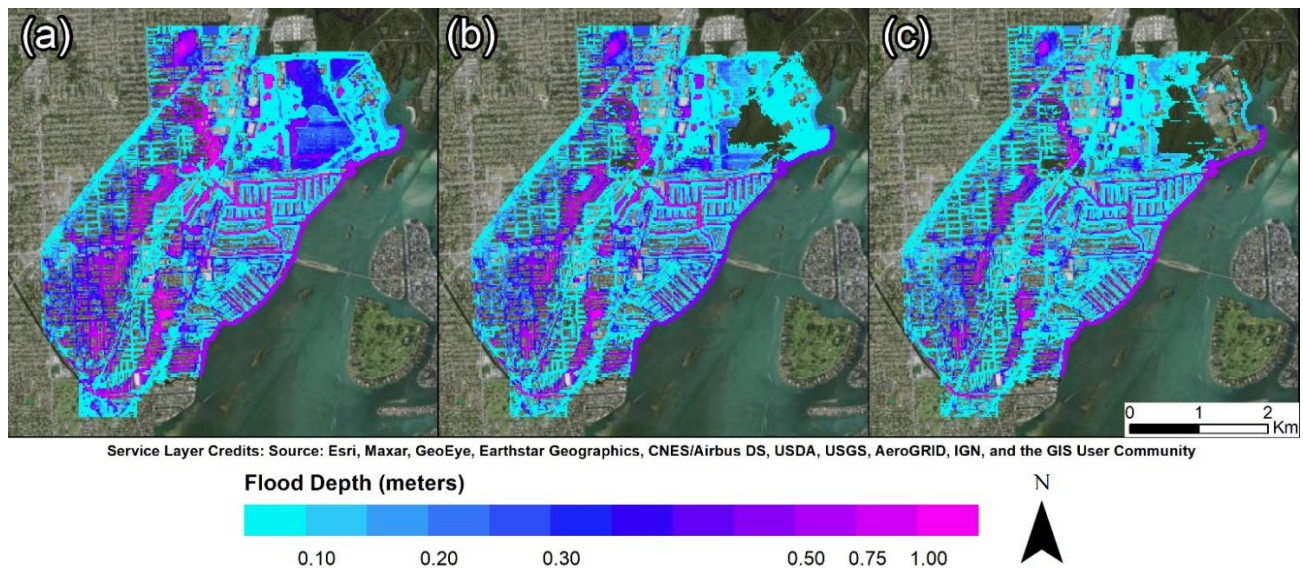 (a) (b) (c)
0 1 2
Km
Service Layer Credits: Source: Esri, Maxar, GeoEye, Earthstar Geographics, CNES/Airbus DS, USDA, USGS, AeroGRID, IGN, and the GIS User Community
Flood Depth (meters)
N
0.10 0.20 0.30 0.50 0.75 1.00